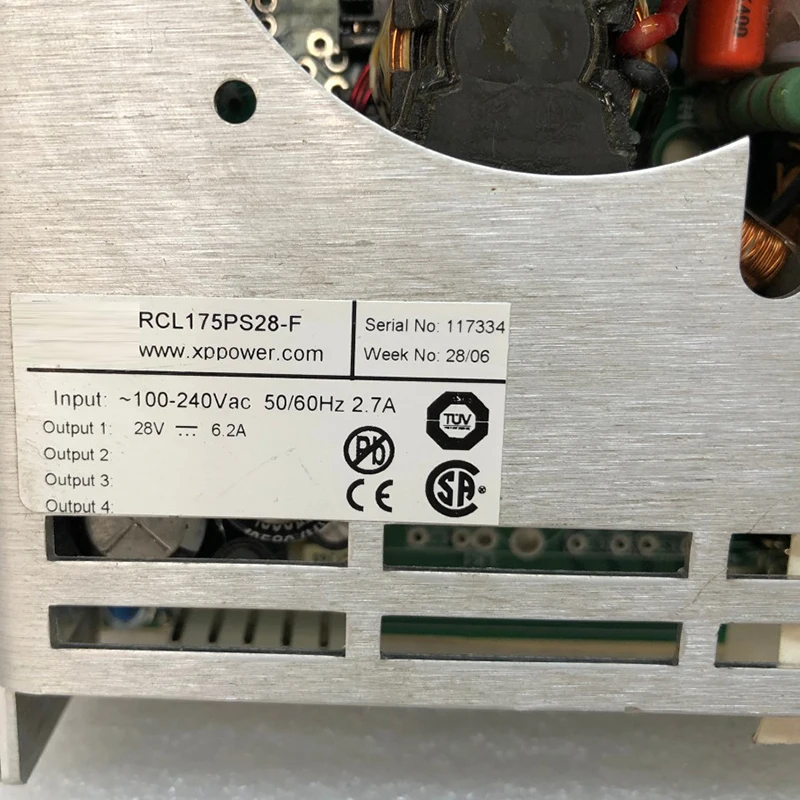 RCL175PS28-F
www.xppower.com
Serial No: 117334
Week No: 28/06
Input: ~100-240Vac 50/60Hz 2.7A
Output 1: 28V 6.2A
Output 2:
Output 3:
Output 4:
Pb
TÜV
CE
SA